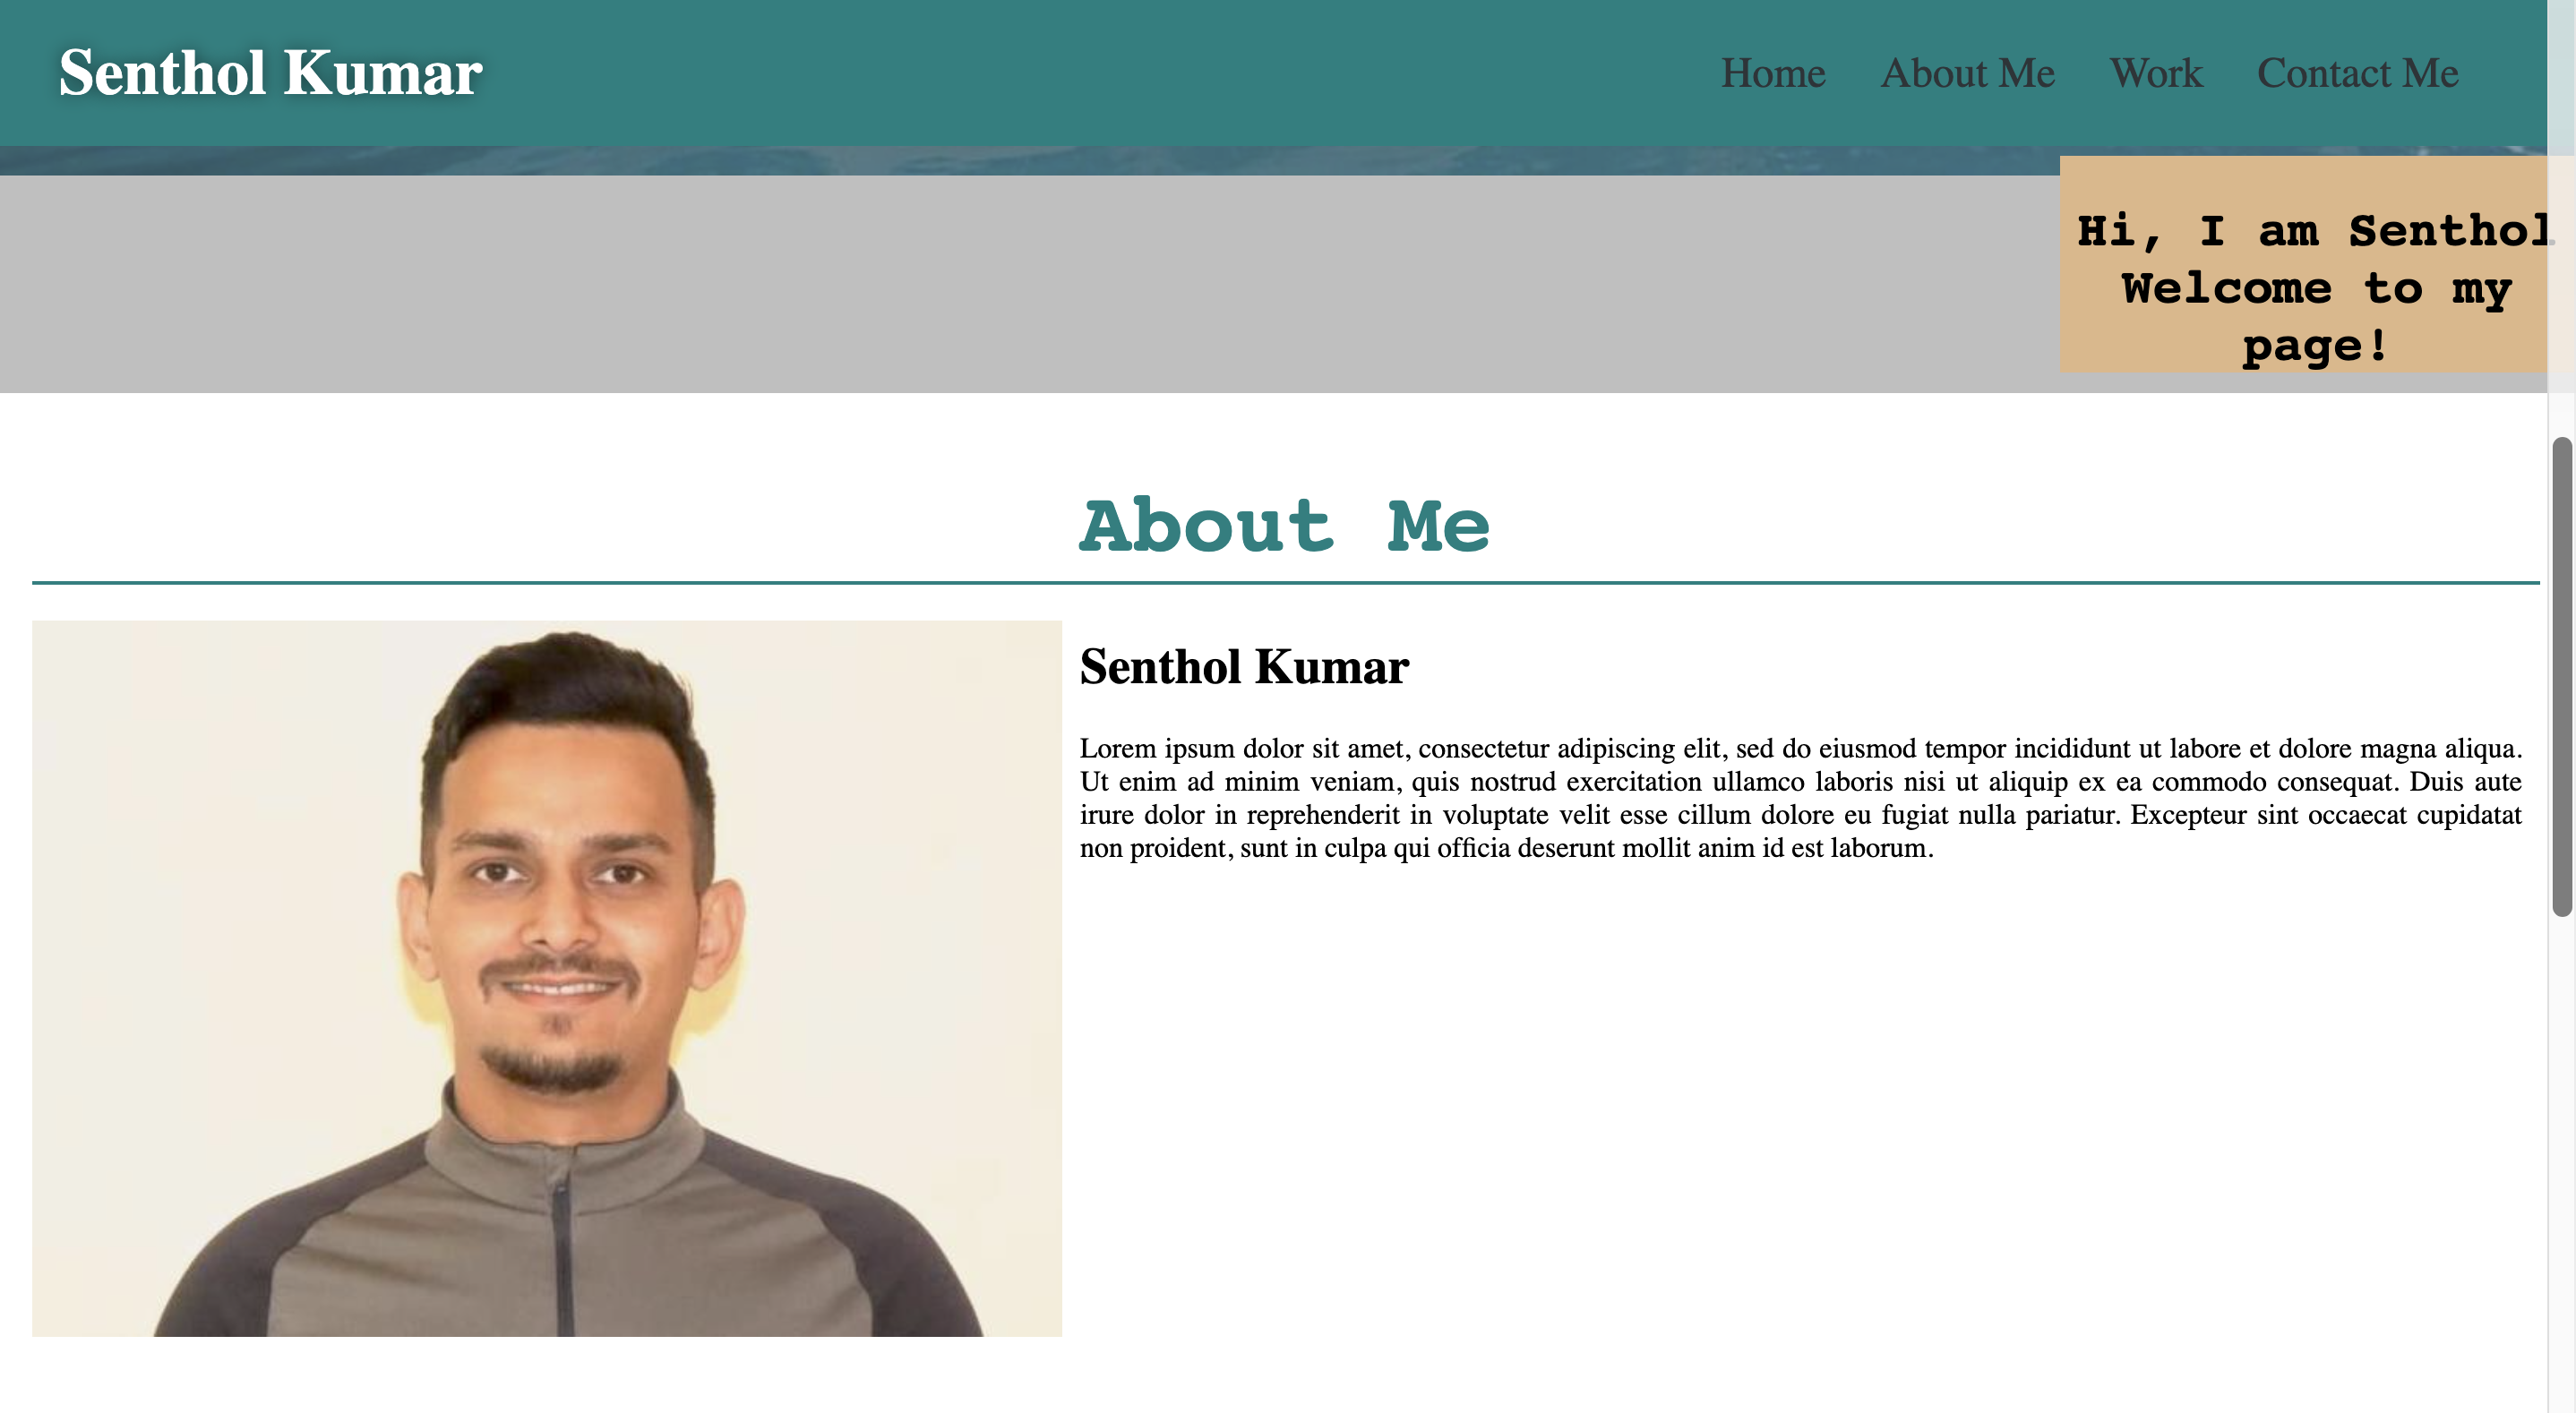 Senthol Kumar
Home About Me Work Contact Me
Hi, I am Senthol
Welcome to my
page!
About Me
Senthol Kumar
Lorem ipsum dolor sit amet, consectetur adipiscing elit, sed do eiusmod tempor incididunt ut labore et dolore magna aliqua.
Ut enim ad minim veniam, quis nostrud exercitation ullamco laboris nisi ut aliquip ex ea commodo consequat. Duis aute
irure dolor in reprehenderit in voluptate velit esse cillum dolore eu fugiat nulla pariatur. Excepteur sint occaecat cupidatat
non proident, sunt in culpa qui officia deserunt mollit anim id est laborum.